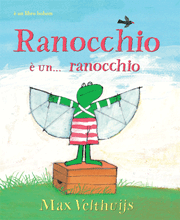 Ranocchio
è un... ranocchio
Max Velthuijs